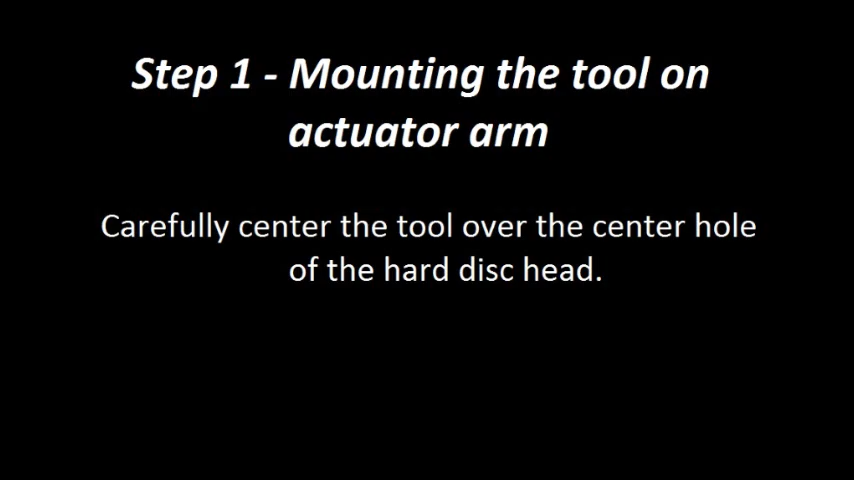 Step 1 - Mounting the tool on
actuator arm
Carefully center the tool over the center hole
of the hard disc head.